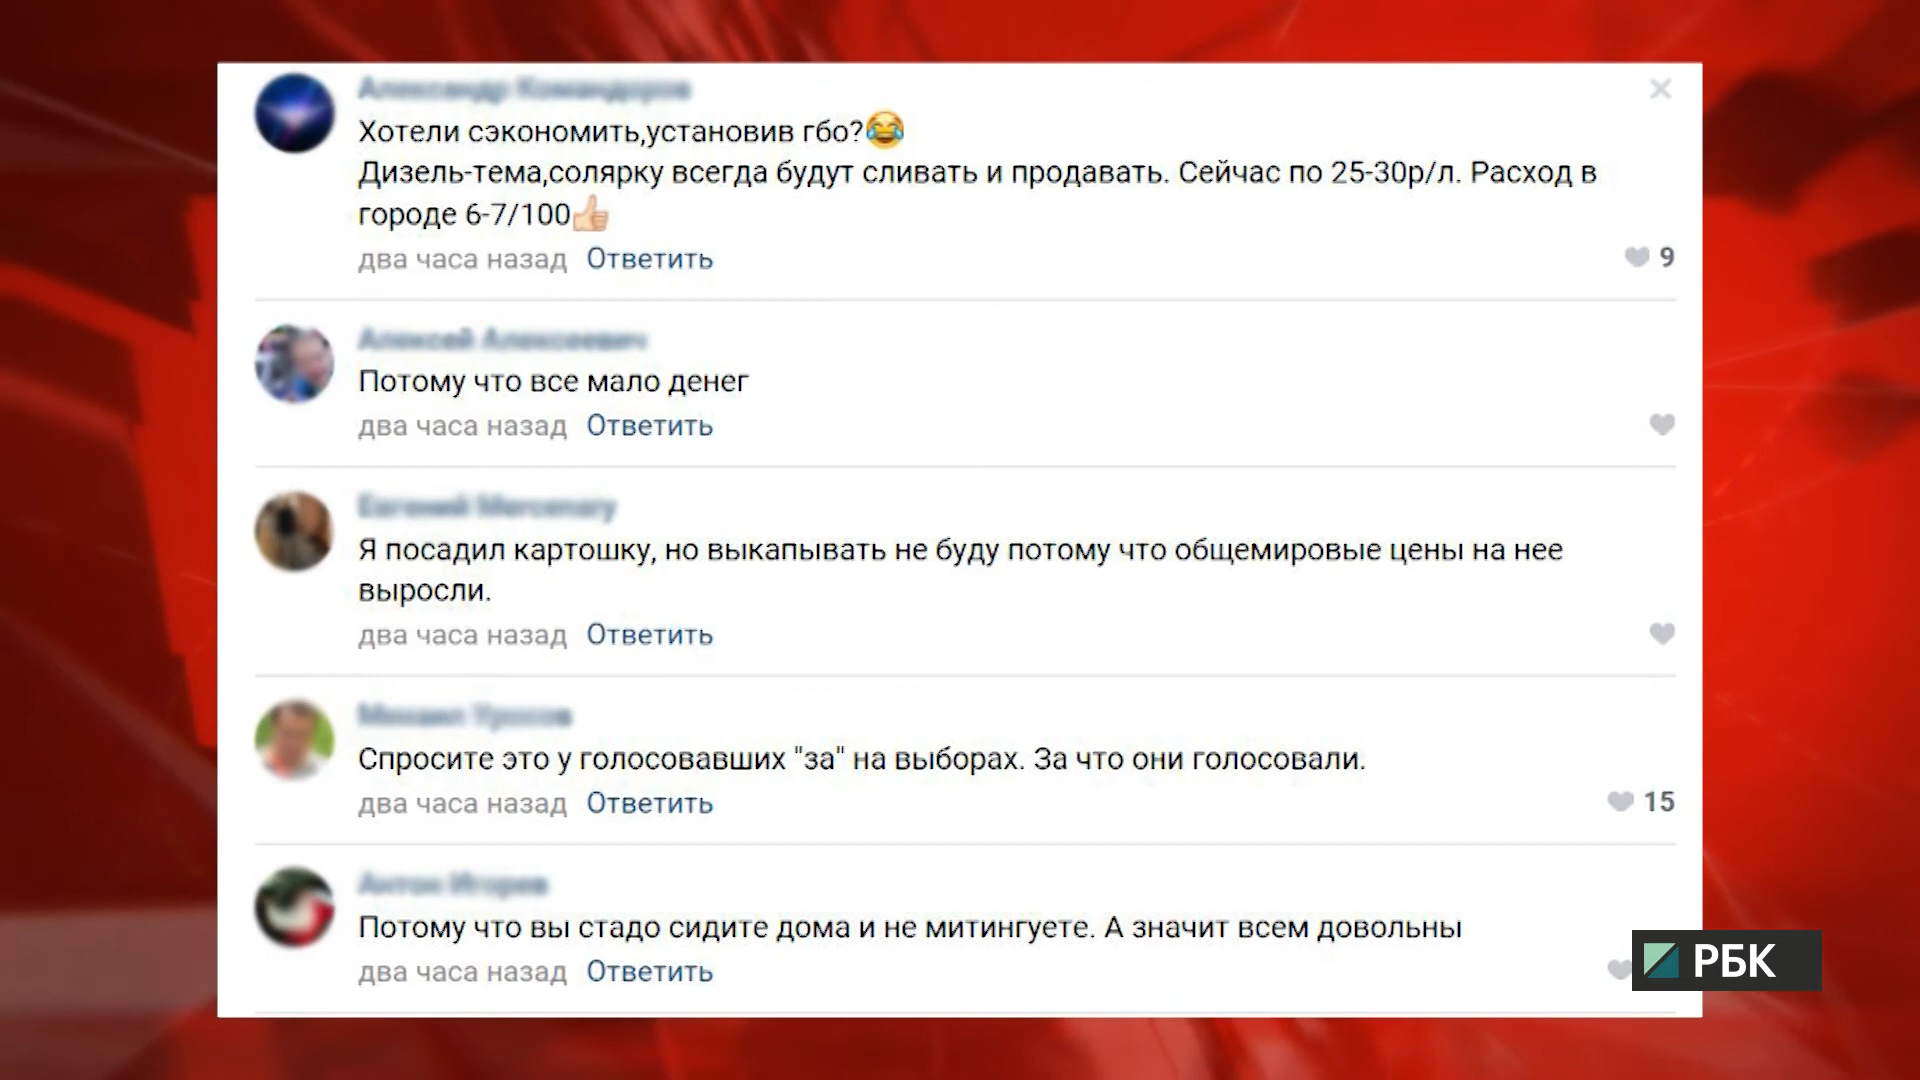 Хотели сэкономить,установив гбо?😂
Дизель-тема,солярку всегда будут сливать и продавать. Сейчас по 25-30р/л. Расход в
городе 6-7/100👍
два часа назад Ответить
9
Потому что все мало денег
два часа назад Ответить
Я посадил картошку, но выкапывать не буду потому что общемировые цены на нее
выросли.
два часа назад Ответить
Спросите это у голосовавших "за" на выборах. За что они голосовали.
два часа назад Ответить
15
Потому что вы стадо сидите дома и не митингуете. А значит всем довольны
два часа назад Ответить
РБК